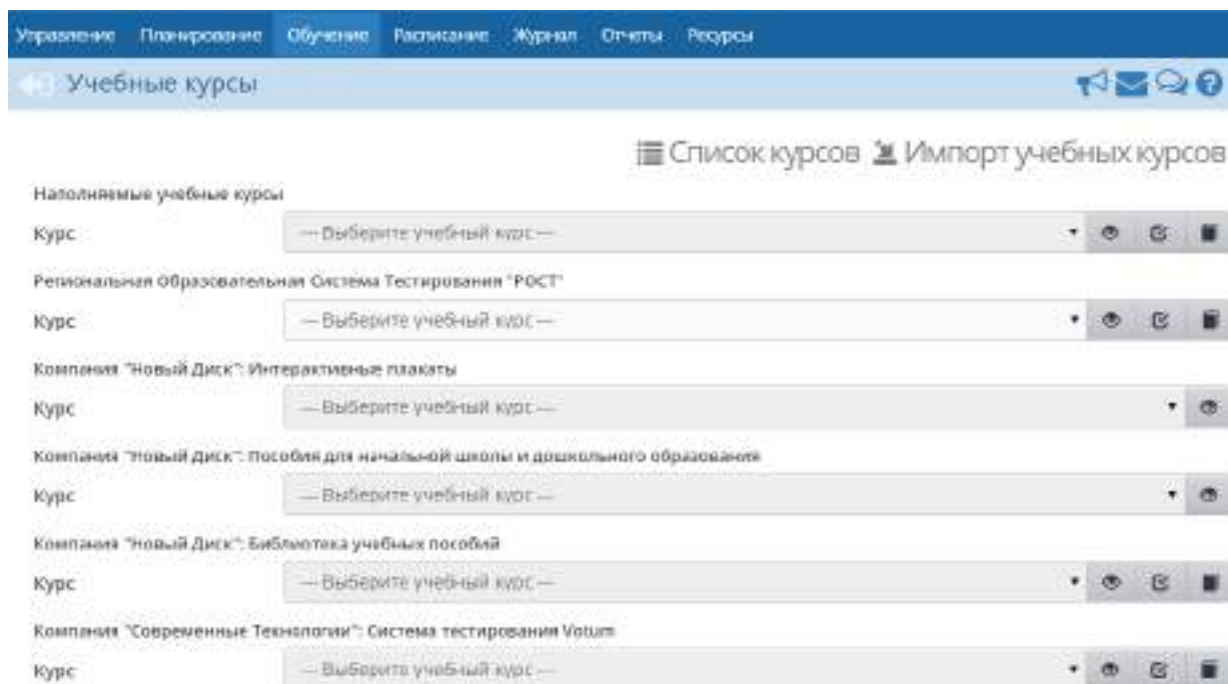 Управление Планирование Обучение Расписание Журнал Отчеты Ресурсы
Учебные курсы
Список курсов Импорт учебных курсов
Наполняемые учебные курсы
Курс --- Выберите учебный курс ---
Региональная Образовательная Система Тестирования "РОСТ"
Курс --- Выберите учебный курс ---
Компания "Новый Диск": Интерактивные плакаты
Курс --- Выберите учебный курс ---
Компания "Новый Диск": Пособия для начальной школы и дошкольного образования
Курс --- Выберите учебный курс ---
Компания "Новый Диск": Библиотека учебных пособий
Курс --- Выберите учебный курс ---
Компания "Современные Технологии": Система тестирования Votum
Курс --- Выберите учебный курс ---